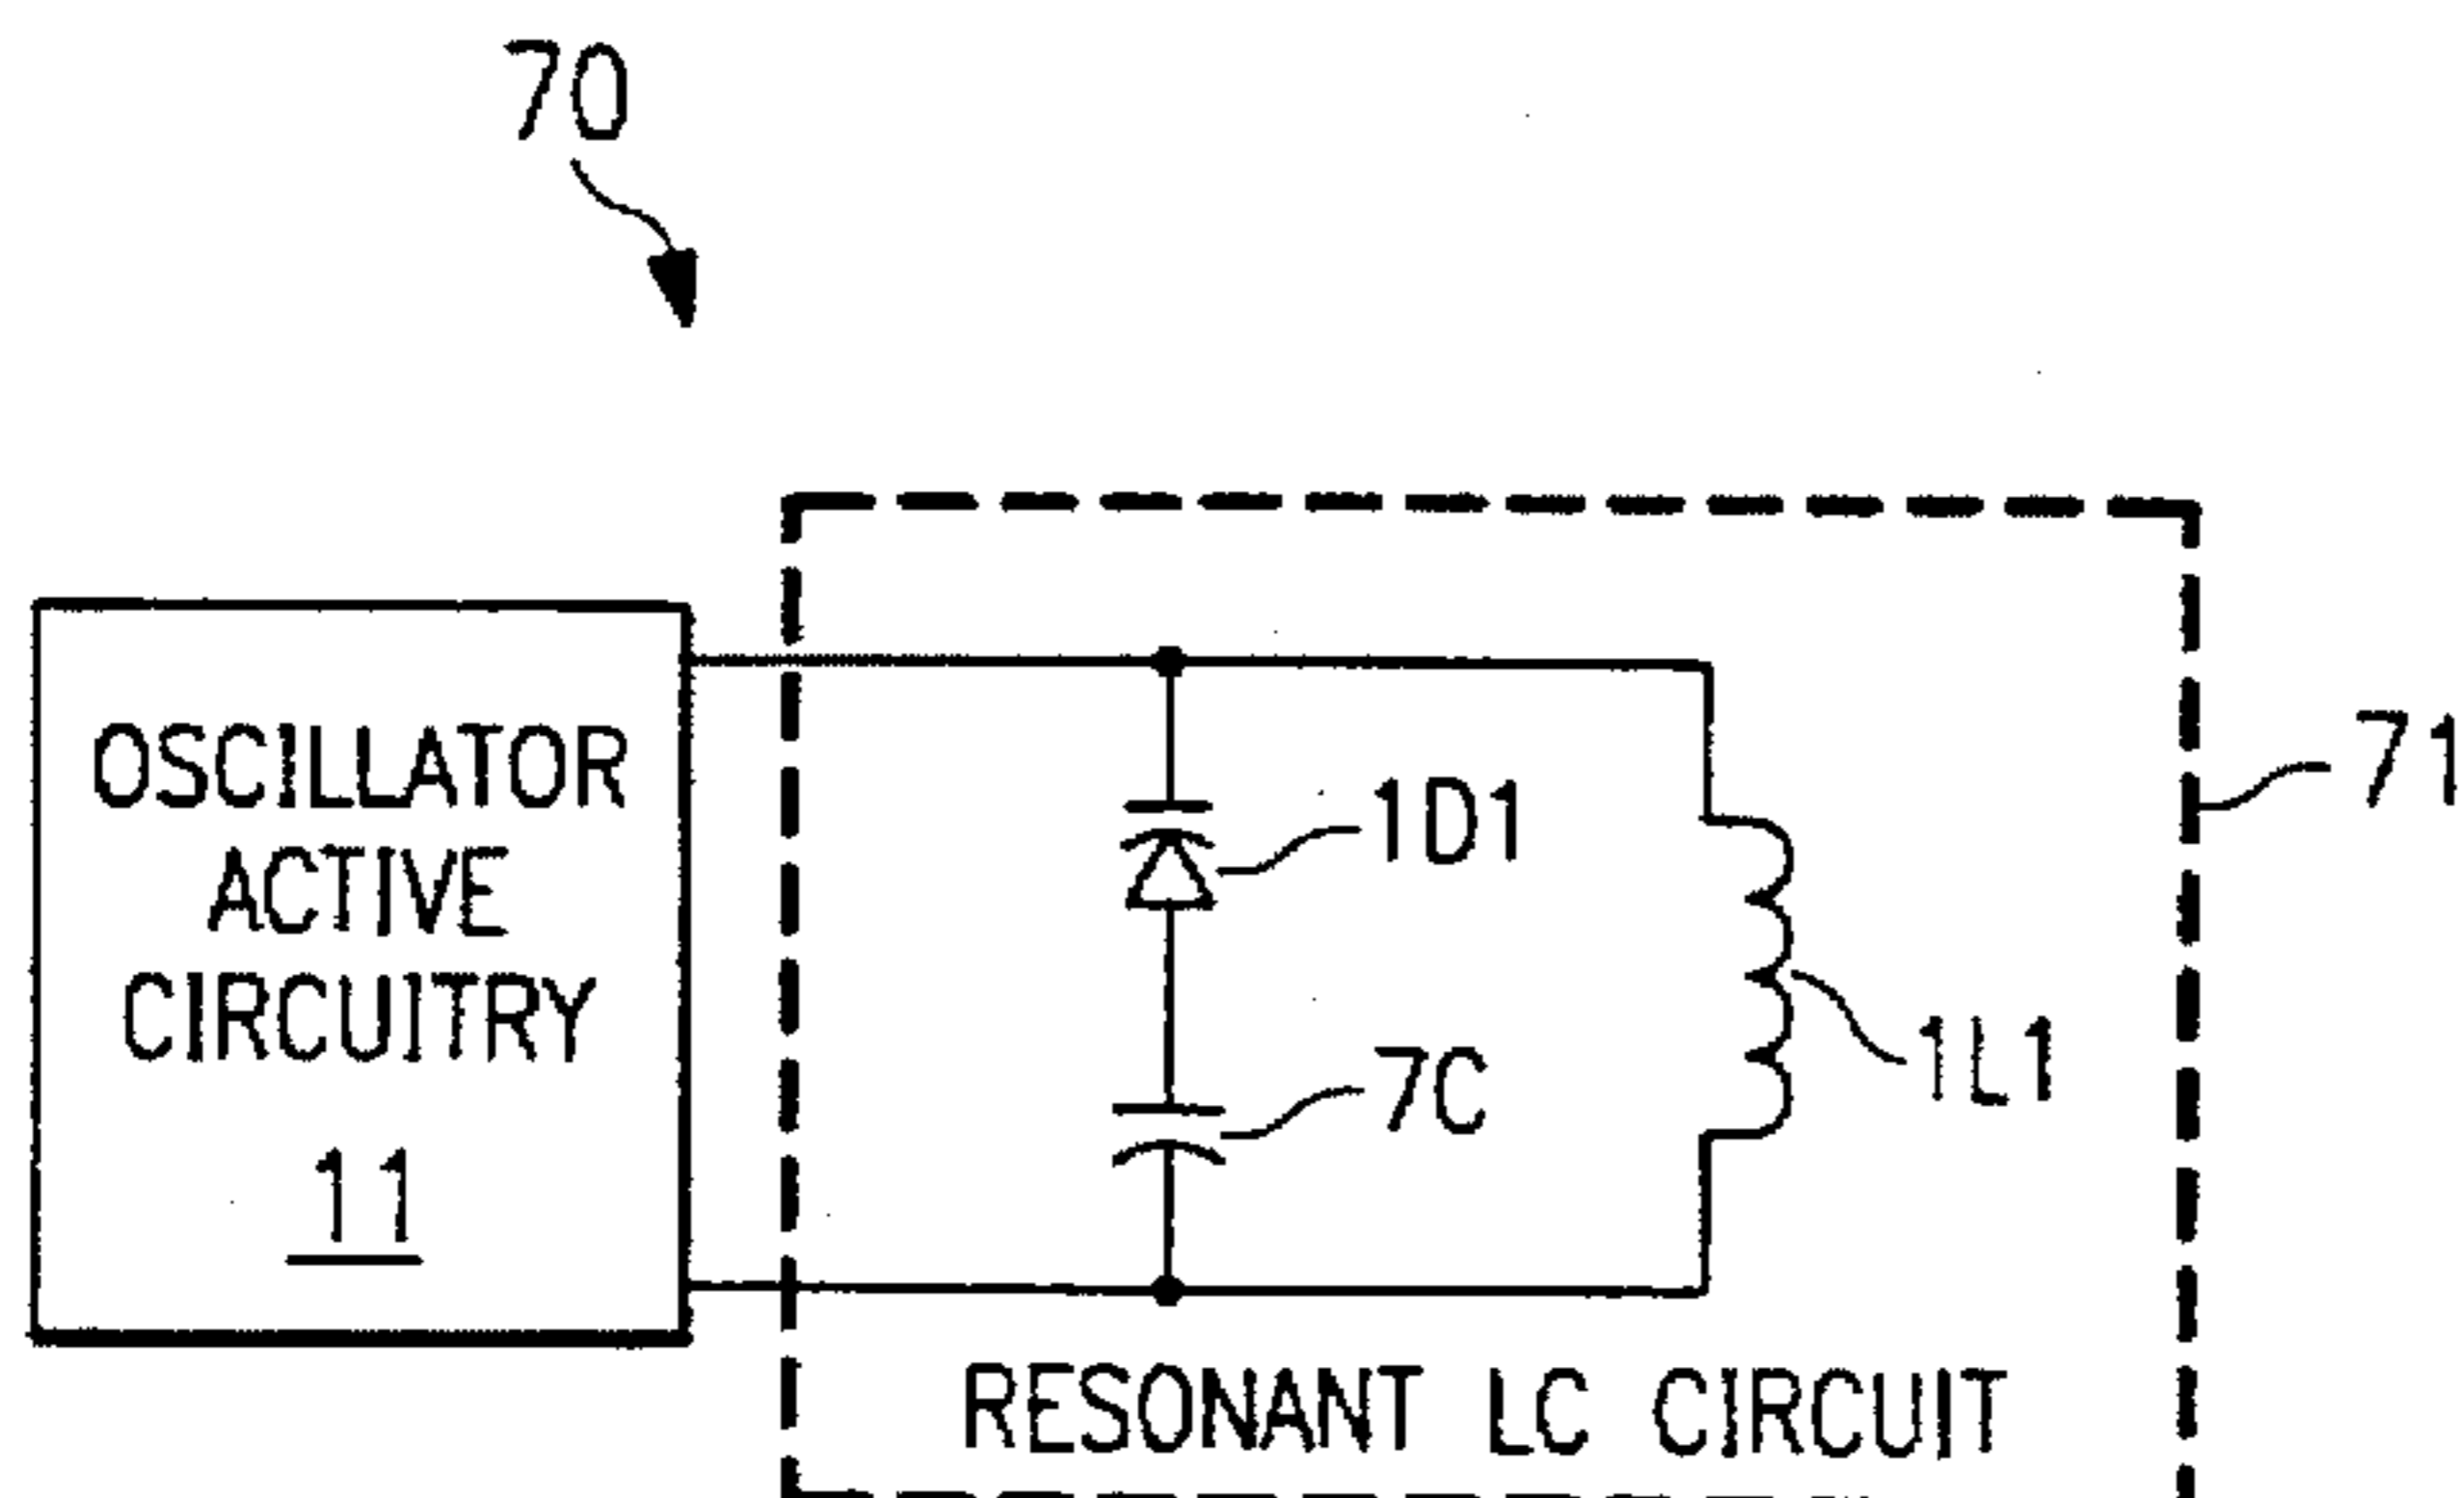 70
OSCILLATOR
ACTIVE
CIRCUITRY
11
1D1
7C
1L1
71
RESONANT LC CIRCUIT